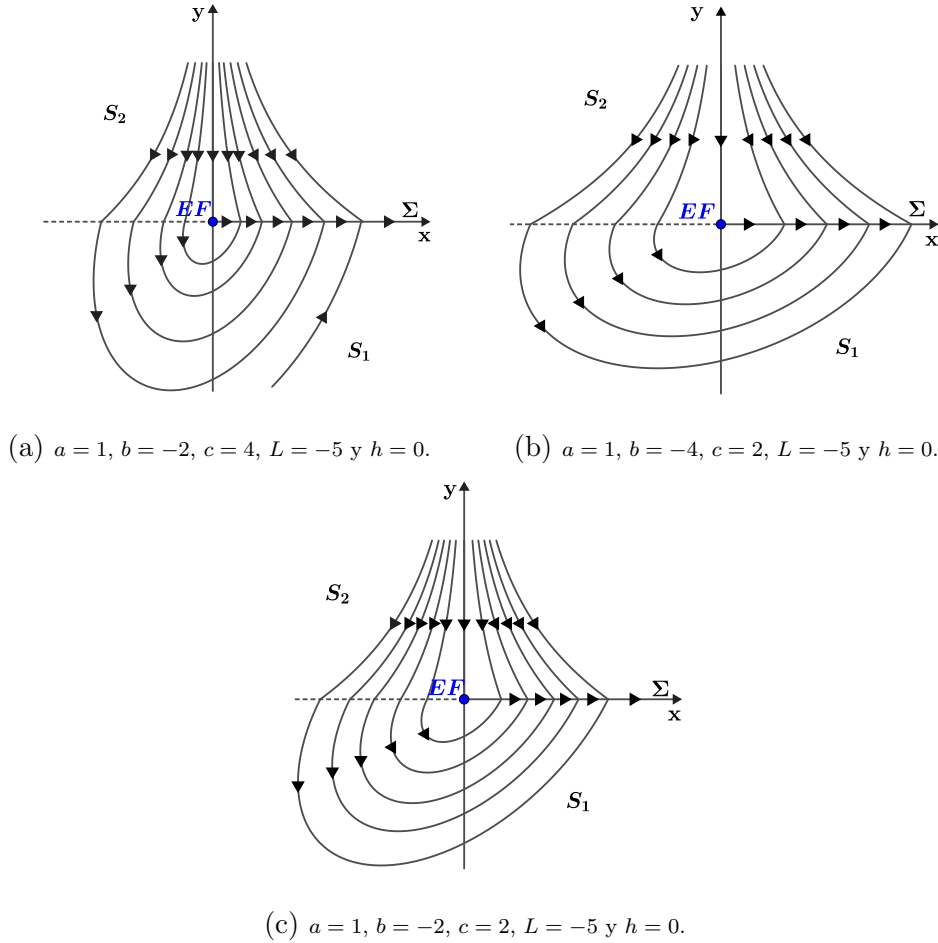 y
S₂
EF
Σ
x
S₁
(a) a = 1, b = −2, c = 4, L = −5 y h = 0.
y
S₂
EF
Σ
x
S₁
(b) a = 1, b = −4, c = 2, L = −5 y h = 0.
y
S₂
EF
Σ
x
S₁
(c) a = 1, b = −2, c = 2, L = −5 y h = 0.